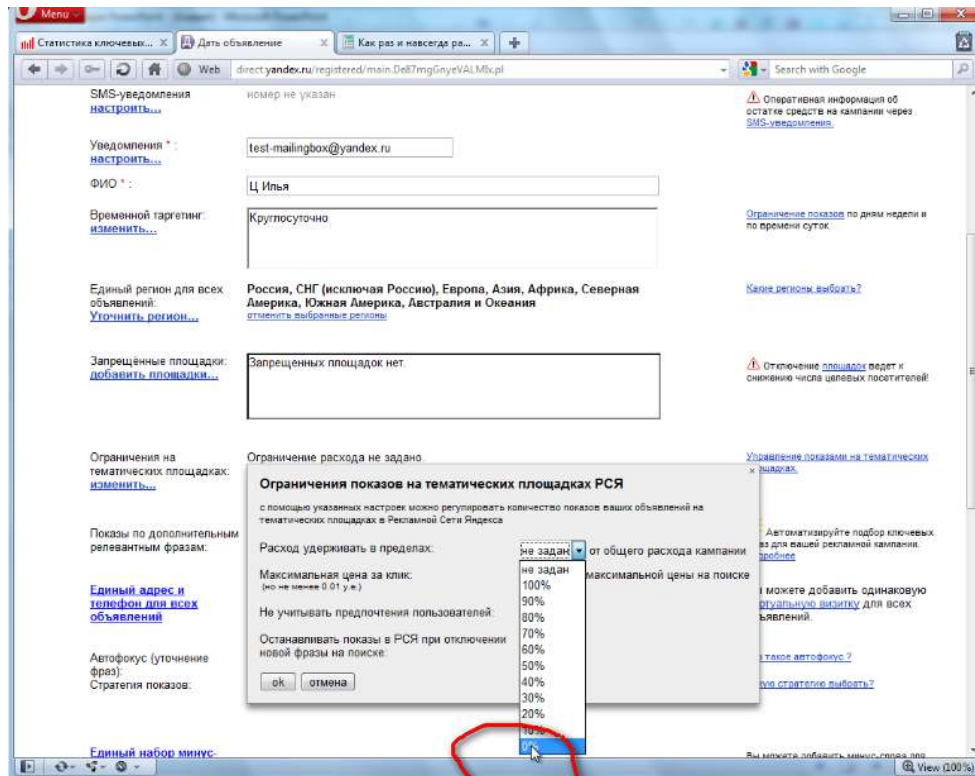 Menu
Статистика ключевых... X
Дать объявление X
Как раз и навсегда ра... X
Web direct.yandex.ru/registered/main.De87mgGnyeVALMIx.pl
Search with Google
SMS-уведомления
настроить...
номер не указан
Оперативная информация об
остатке средств на кампании через
SMS-уведомления.
Уведомления * :
настроить...
test-mailingbox@yandex.ru
ФИО * :
Ц Илья
Временной таргетинг:
изменить...
Круглосуточно
Ограничение показов по дням недели и
по времени суток
Единый регион для всех
объявлений:
Уточнить регион...
Россия, СНГ (исключая Россию), Европа, Азия, Африка, Северная
Америка, Южная Америка, Австралия и Океания
отменить выбранные регионы
Какие регионы выбрать?
Запрещённые площадки:
добавить площадки...
Запрещенных площадок нет.
Отключение площадок ведет к
снижению числа целевых посетителей!
Ограничения на
тематических площадках:
изменить...
Ограничение расхода не задано.
Управление показами на тематических
площадках.
Ограничения показов на тематических площадках РСЯ
с помощью указанных настроек можно регулировать количество показов ваших объявлений на
тематических площадках в Рекламной Сети Яндекса
Расход удерживать в пределах:
не задан от общего расхода кампании
Максимальная цена за клик:
(но не менее 0.01 у.е.)
максимальной цены на поиске
Не учитывать предпочтения пользователей:
Останавливать показы в РСЯ при отключении
новой фразы на поиске:
ok
отмена
не задан
100%
90%
80%
70%
60%
50%
40%
30%
20%
10%
0%
Показы по дополнительным
релевантным фразам:
Автоматизируйте подбор ключевых
для вашей рекламной кампании.
Единый адрес и
телефон для всех
объявлений
можете добавить одинаковую
визитку для всех
Автофокус (уточнение
фраз):
Стратегия показов:
такое автофокус ?
стратегию выбрать?
Единый набор минус-
Вы можете добавить минус-слова для
View (100%)